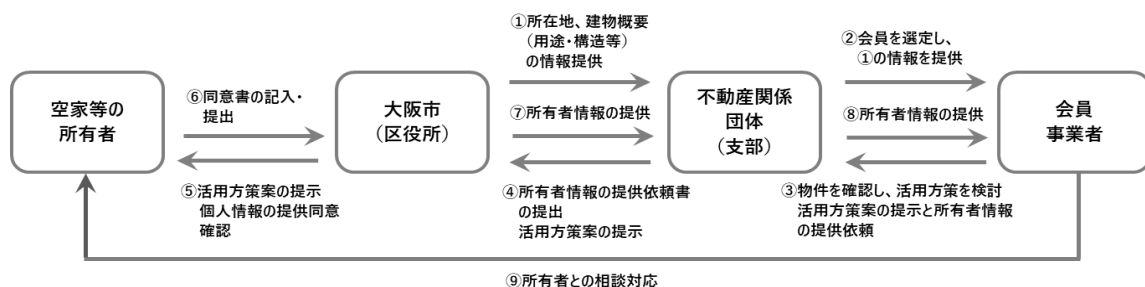 ①所在地、建物概要
（用途・構造等）
の情報提供
②会員を選定し、
①の情報を提供
空家等の
所有者
⑥同意書の記入・
提出
大阪市
（区役所）
⑦所有者情報の提供
不動産関係
団体
（支部）
⑧所有者情報の提供
会員
事業者
⑤活用方策案の提示
個人情報の提供同意
確認
④所有者情報の提供依頼書
の提出
活用方策案の提示
③物件を確認し、活用方策を検討
活用方策案の提示と所有者情報
の提供依頼
⑨所有者との相談対応